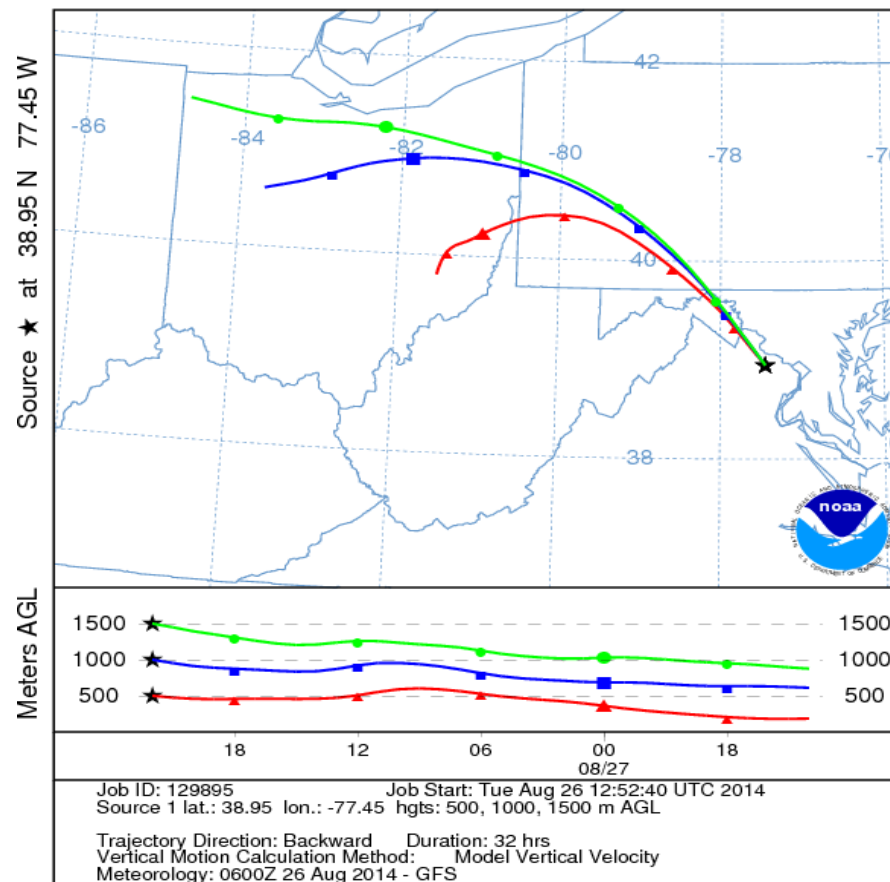 Source ★ at 38.95 N 77.45 W
42
-86
-84
-82
-80
-78
40
38
noaa
Meters AGL
1500
1500
1000
1000
500
500
18
12
06
00
18
08/27
Job ID: 129895 Job Start: Tue Aug 26 12:52:40 UTC 2014
Source 1 lat.: 38.95 lon.: -77.45 hgts: 500, 1000, 1500 m AGL
Trajectory Direction: Backward Duration: 32 hrs
Vertical Motion Calculation Method: Model Vertical Velocity
Meteorology: 0600Z 26 Aug 2014 - GFS